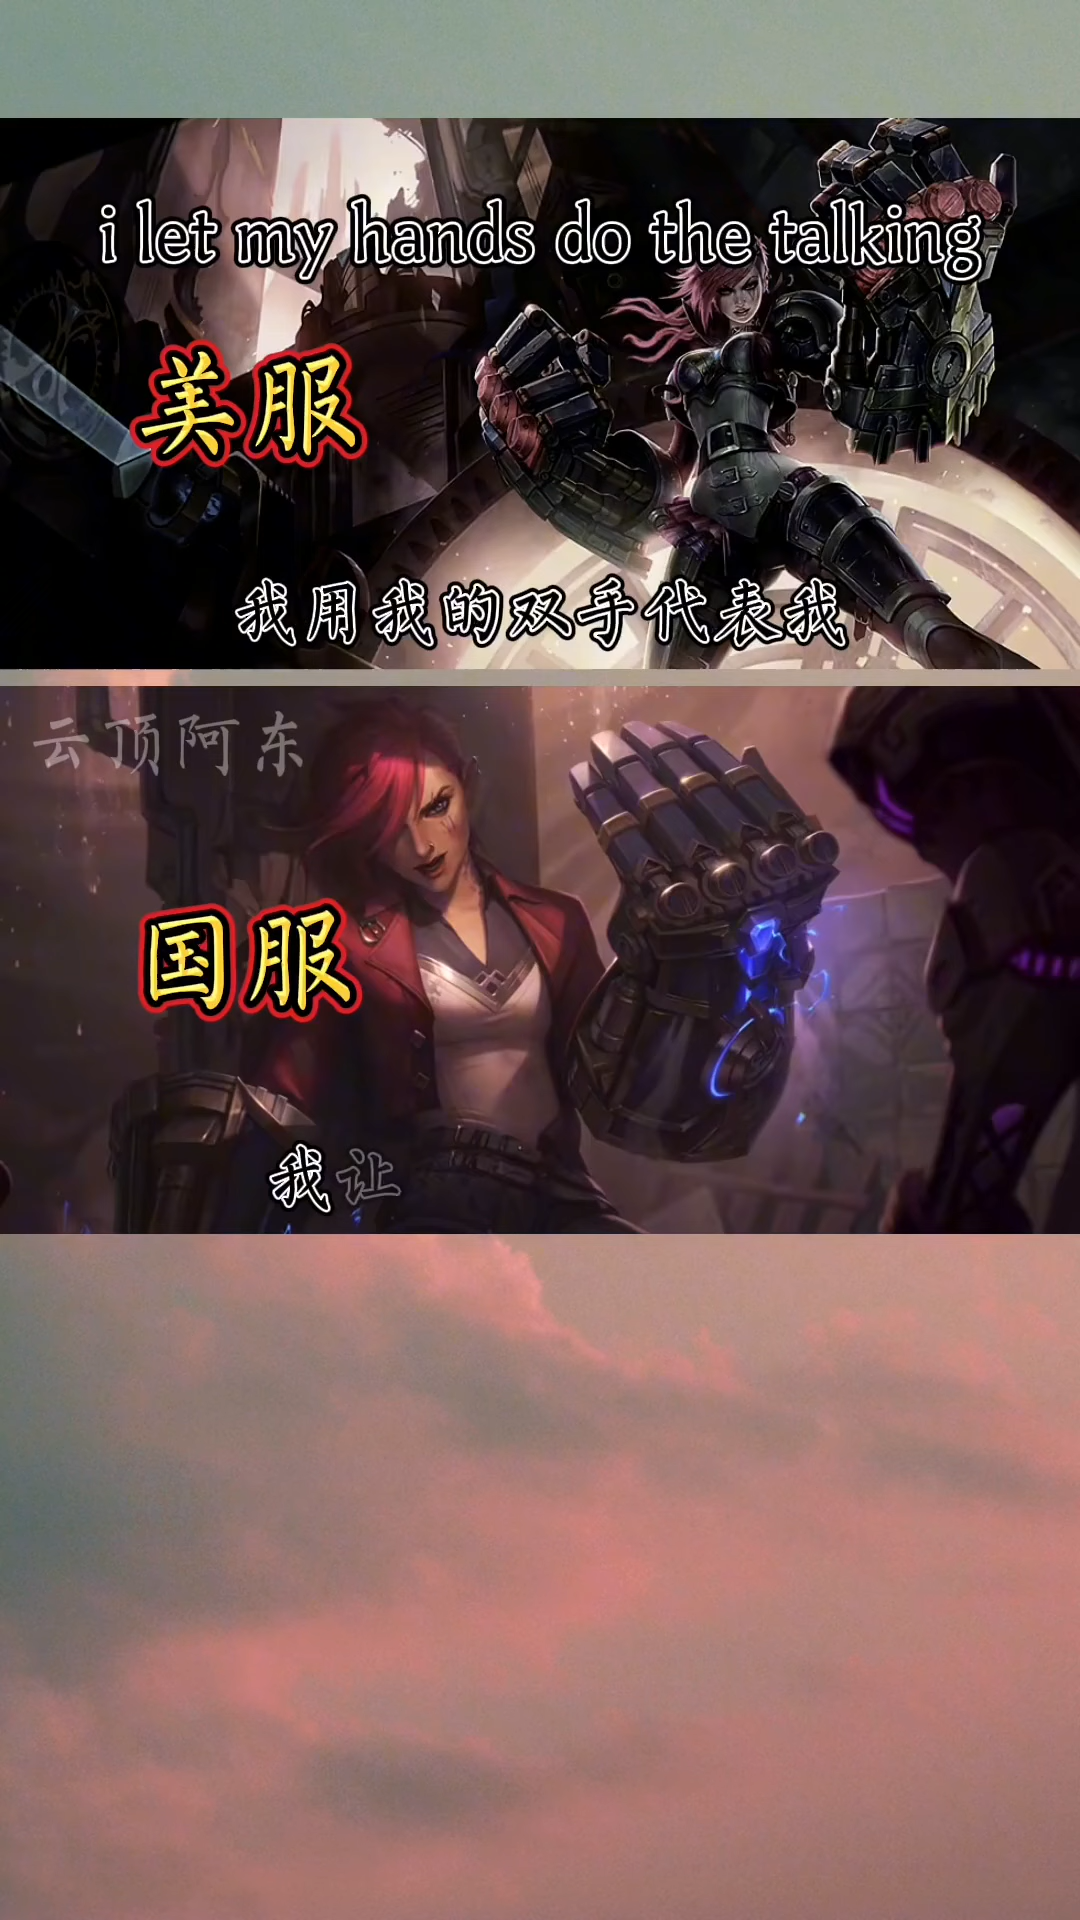 i let my hands do the talking
美服
我用我的双手代表我
云顶阿东
国服
我让